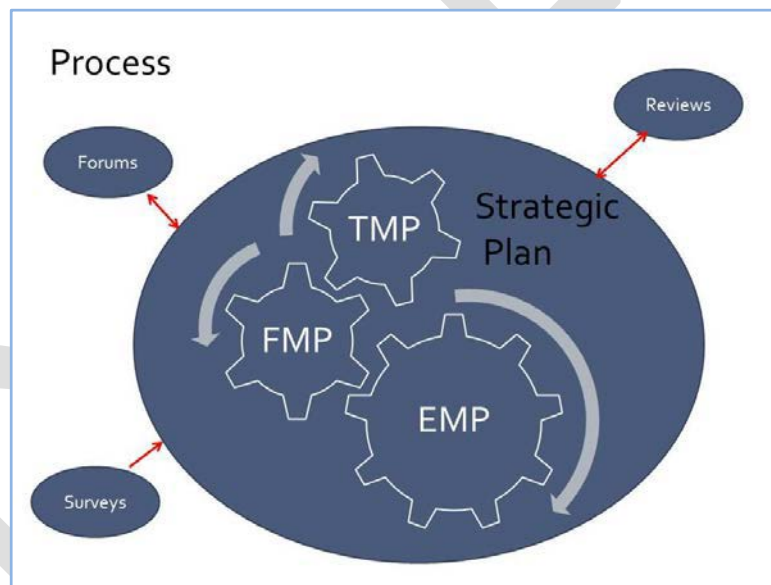 Process
Reviews
Forums
TMP
Strategic
Plan
FMP
EMP
Surveys